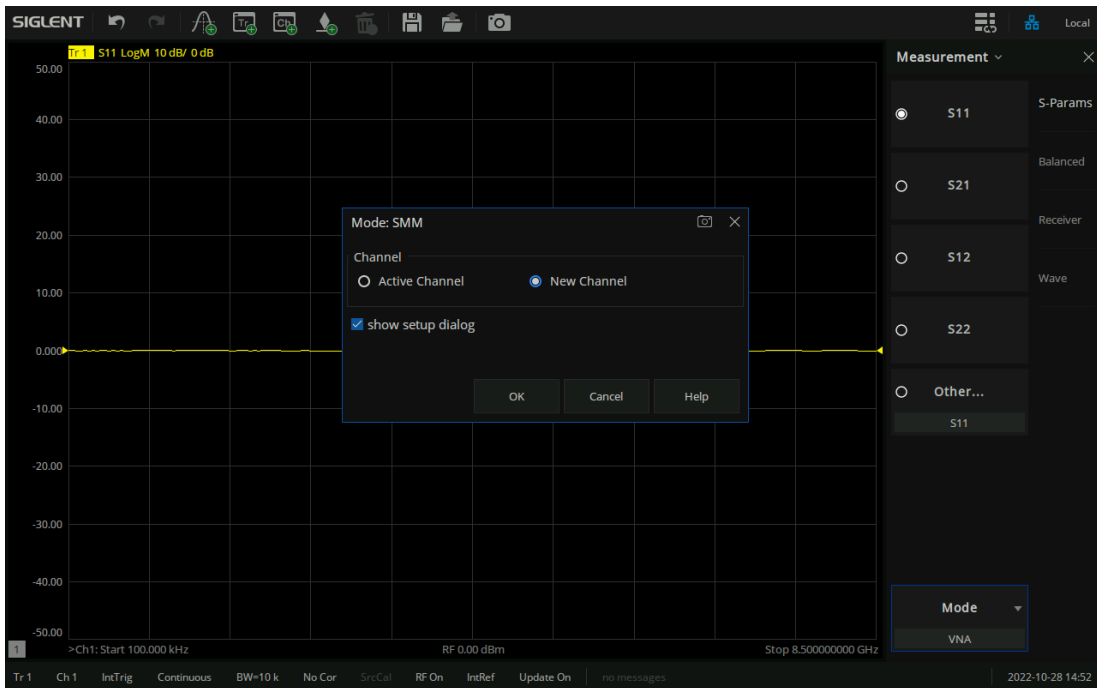 SIGLENT Tr Ch Local
Tr 1 S11 LogM 10 dB/ 0 dB
50.00
40.00
30.00
20.00
10.00
0.000
-10.00
-20.00
-30.00
-40.00
-50.00
1 >Ch1: Start 100.000 kHz RF 0.00 dBm Stop 8.500000000 GHz
Mode: SMM
Channel
Active Channel New Channel
show setup dialog
OK Cancel Help
Measurement
S11
S21
S12
S22
Other...
S11
S-Params
Balanced
Receiver
Wave
Mode
VNA
Tr 1 Ch 1 IntTrig Continuous BW=10 k No Cor SrcCal RF On IntRef Update On no messages 2022-10-28 14:52